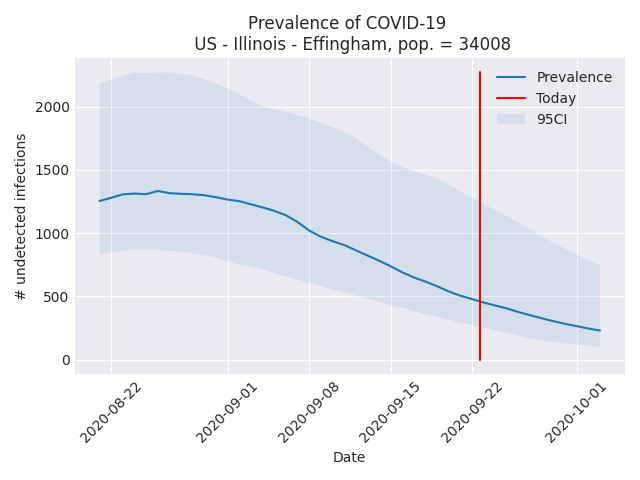 Prevalence of COVID-19
US - Illinois - Effingham, pop. = 34008
Prevalence
Today
95CI
# undetected infections
2000
1500
1000
500
0
2020-08-22
2020-09-01
2020-09-08
2020-09-15
2020-09-22
2020-10-01
Date